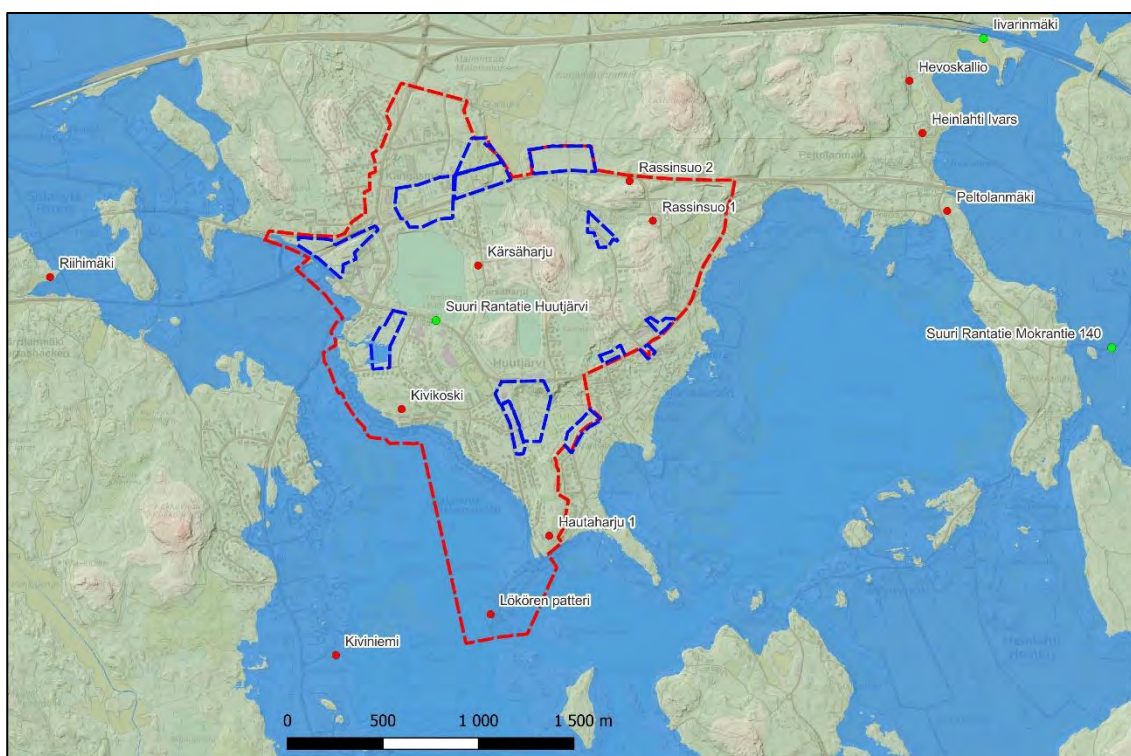 Iivarinmäki
Hevoskallio
Heinlahti Ivars
Rassinsuo 2
Peltolanmäki
Rassinsuo 1
Kärsäharju
Riihimäki
Suuri Rantatie Huutjärvi
Suuri Rantatie Mokrantie 140
Huutjärvi
Kivikoski
Hautaharju 1
Lökören patteri
Kiviniemi
0 500 1 000 1 500 m